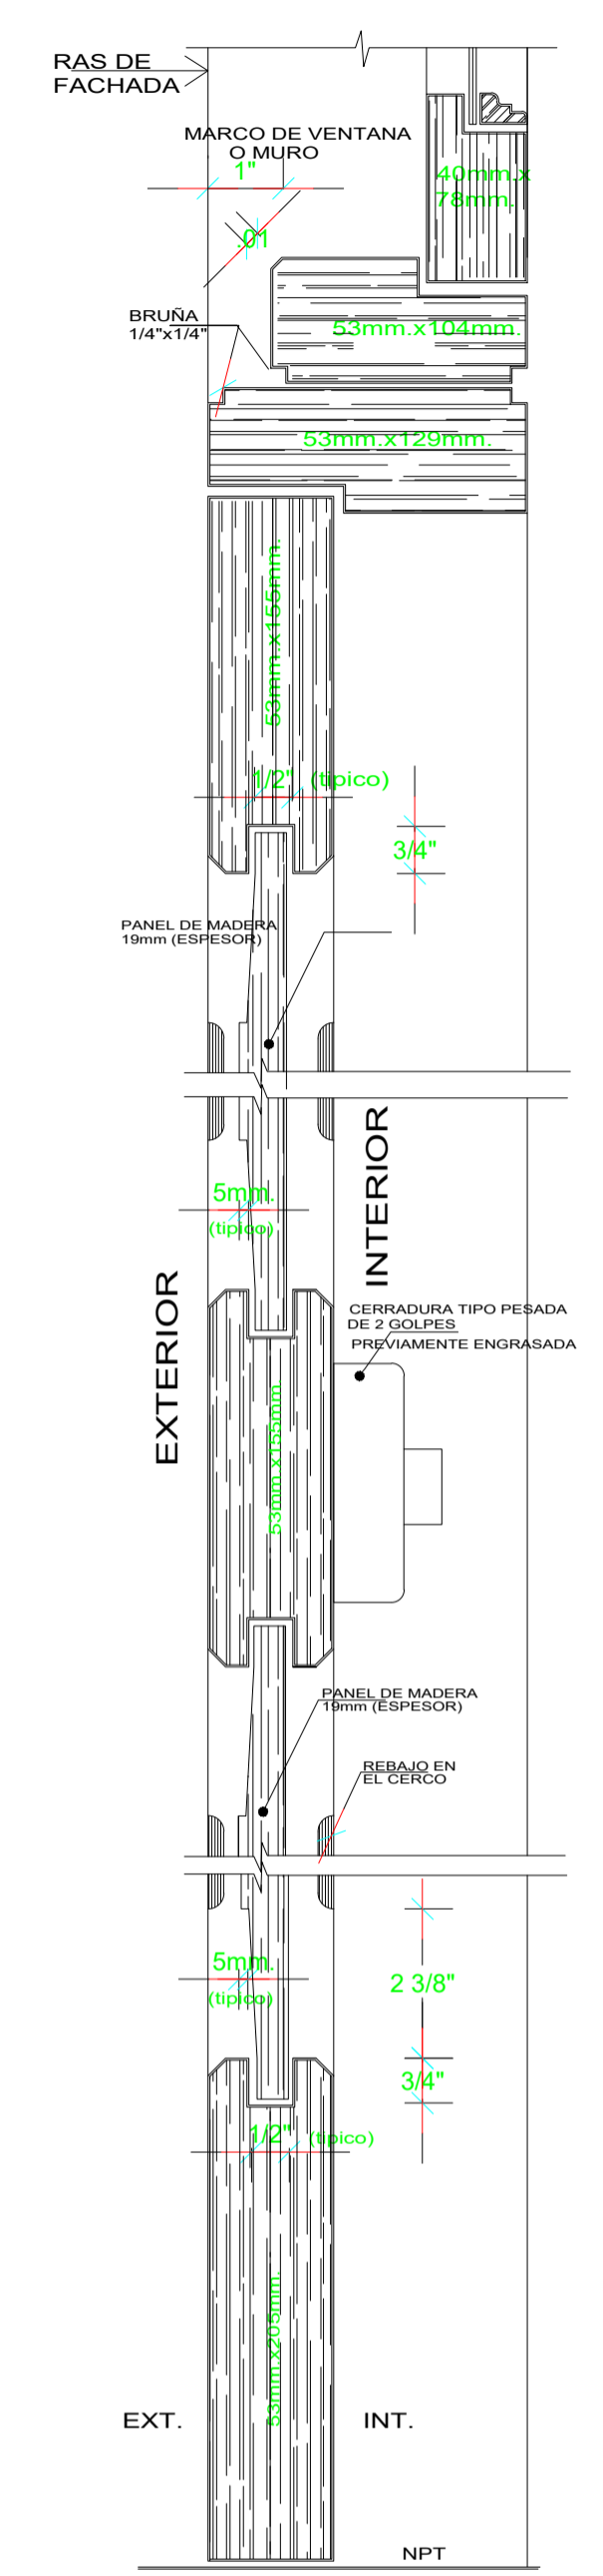 RAS DE
FACHADA
MARCO DE VENTANA
O MURO
1"
40mm.x
78mm.
.01
BRUÑA
1/4"x1/4"
53mm.x104mm.
53mm.x129mm.
53mm.x155mm.
1/2" (tipico)
3/4"
PANEL DE MADERA
19mm (ESPESOR)
INTERIOR
5mm.
(tipico)
EXTERIOR
CERRADURA TIPO PESADA
DE 2 GOLPES
PREVIAMENTE ENGRASADA
53mm.x155mm.
PANEL DE MADERA
19mm (ESPESOR)
REBAJO EN
EL CERCO
5mm.
(tipico)
2 3/8"
3/4"
1/2" (tipico)
53mm.x205mm.
EXT.
INT.
NPT